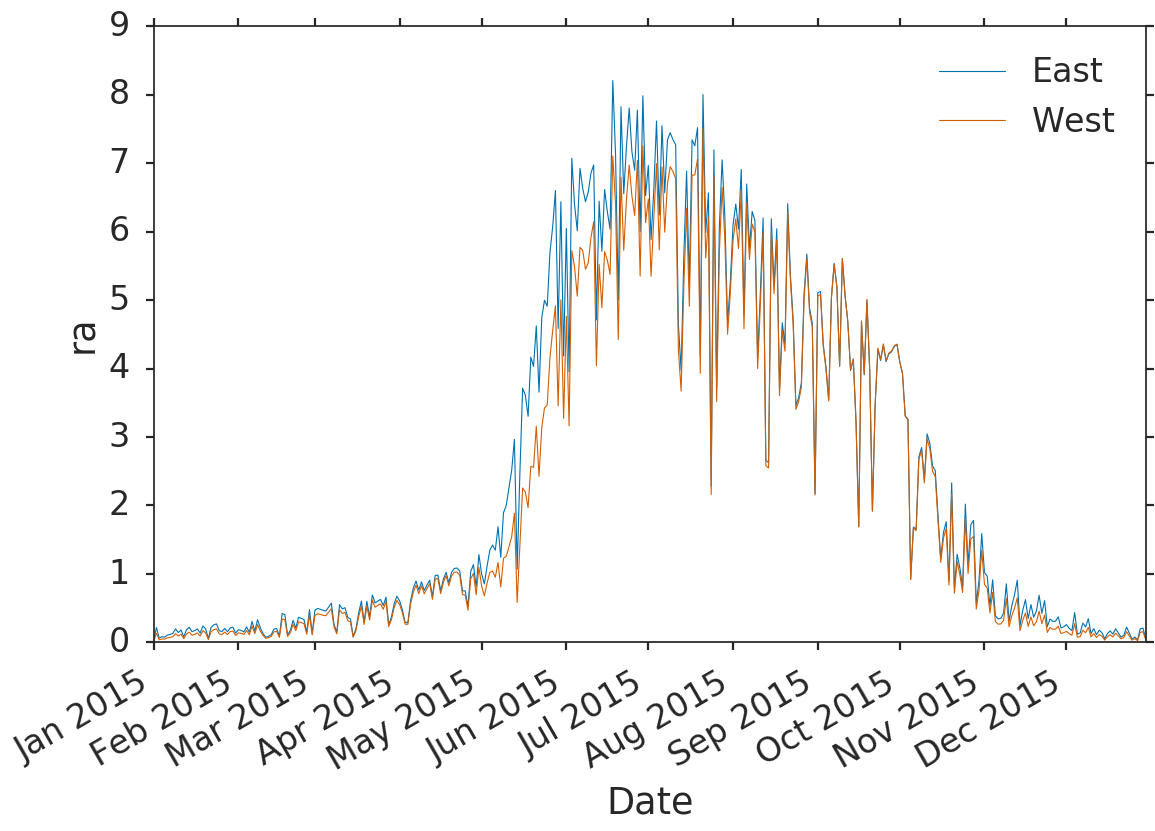 9
8
7
6
5
4
3
2
1
0
ra
East
West
Jan 2015
Feb 2015
Mar 2015
Apr 2015
May 2015
Jun 2015
Jul 2015
Aug 2015
Sep 2015
Oct 2015
Nov 2015
Dec 2015
Date